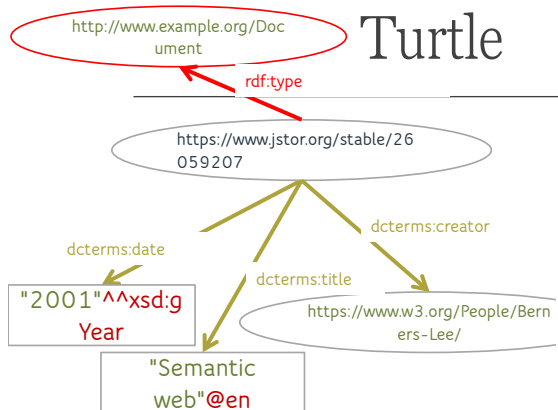 http://www.example.org/Doc
ument
Turtle
rdf:type
https://www.jstor.org/stable/26
059207
dcterms:creator
dcterms:date
dcterms:title
"2001"^^xsd:g
Year
https://www.w3.org/People/Bern
ers-Lee/
"Semantic
web"@en